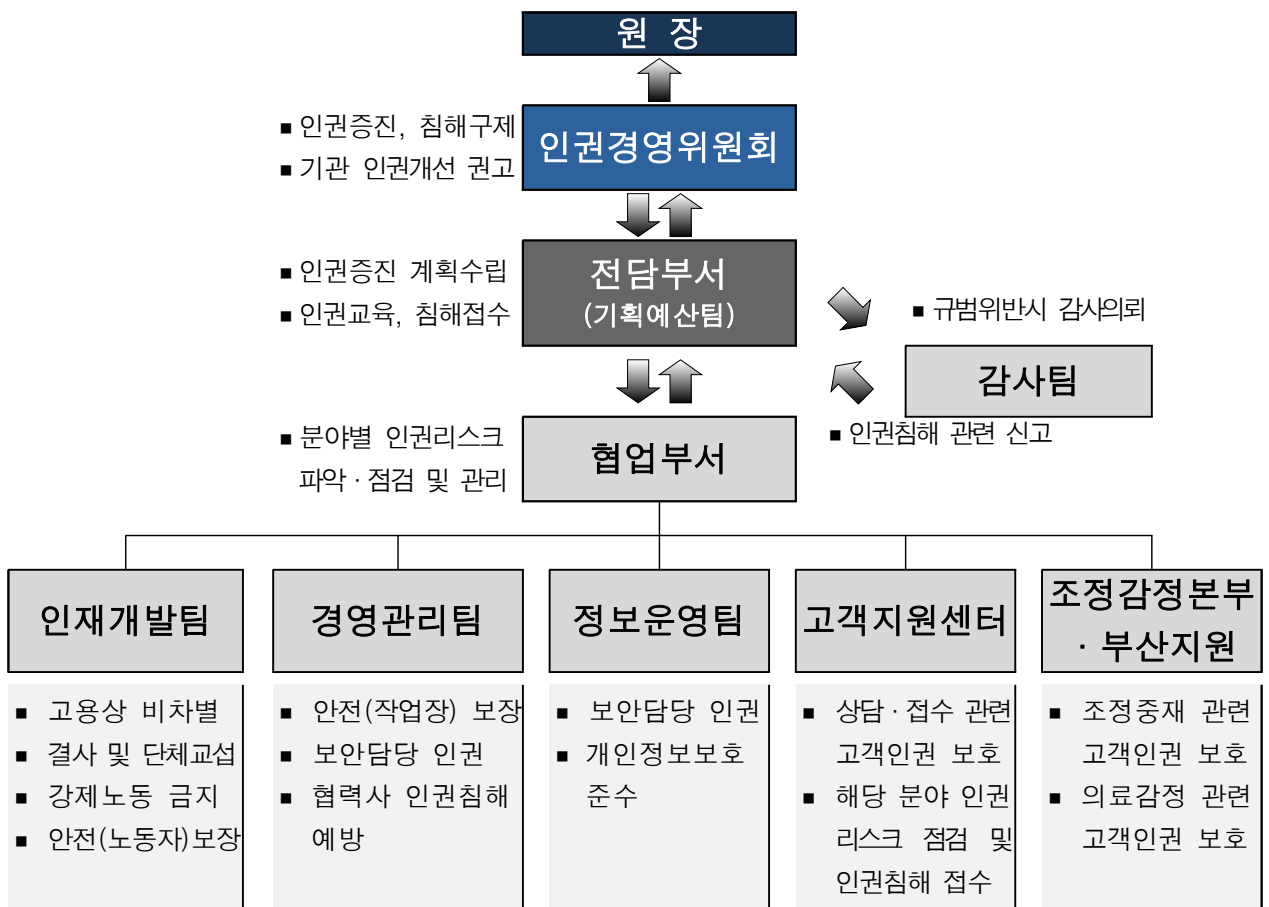 원 장
■ 인권증진, 침해구제
■ 기관 인권개선 권고
인권경영위원회
■ 인권증진 계획수립
■ 인권교육, 침해접수
전담부서
(기획예산팀)
■ 규범위반시 감사의뢰
감사팀
■ 인권침해 관련 신고
■ 분야별 인권리스크
파악 · 점검 및 관리
협업부서
인재개발팀
■ 고용상 비차별
■ 결사 및 단체교섭
■ 강제노동 금지
■ 안전(노동자)보장
경영관리팀
■ 안전(작업장) 보장
■ 보안담당 인권
■ 협력사 인권침해
예방
정보운영팀
■ 보안담당 인권
■ 개인정보보호
준수
고객지원센터
■ 상담 · 접수 관련
고객인권 보호
■ 해당 분야 인권
리스크 점검 및
인권침해 접수
조정감정본부
· 부산지원
■ 조정중재 관련
고객인권 보호
■ 의료감정 관련
고객인권 보호